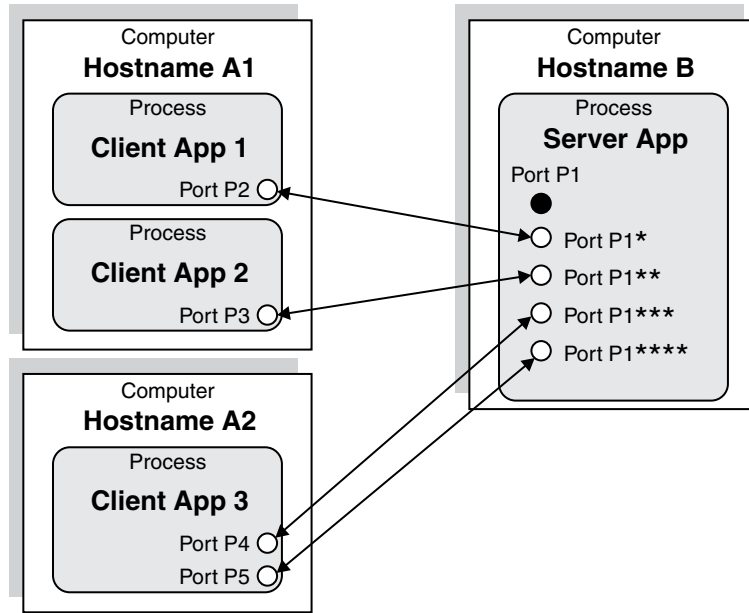 Computer
Hostname A1
Process
Client App 1
Port P2
Process
Client App 2
Port P3
Computer
Hostname A2
Process
Client App 3
Port P4
Port P5
Computer
Hostname B
Process
Server App
Port P1
Port P1*
Port P1**
Port P1***
Port P1****